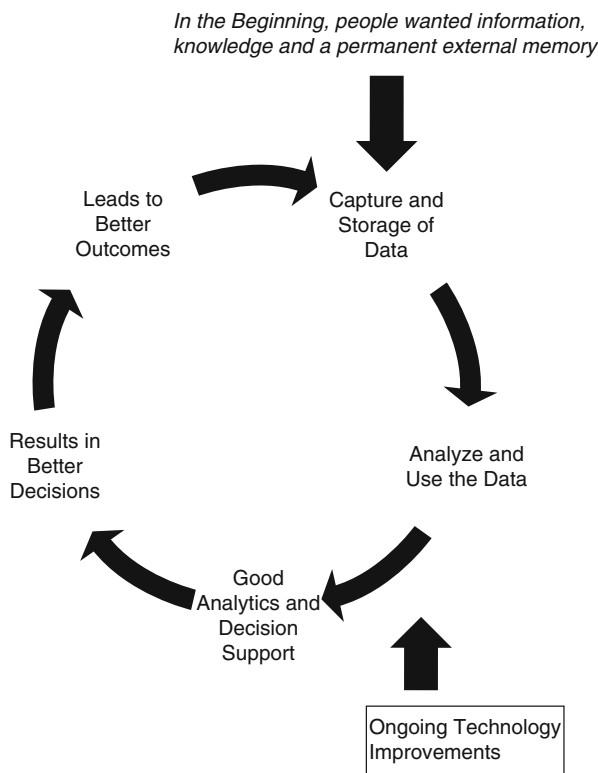 In the Beginning, people wanted information,
knowledge and a permanent external memory
Capture and
Storage of
Data
Analyze and
Use the Data
Good
Analytics and
Decision
Support
Results in
Better
Decisions
Leads to
Better
Outcomes
Ongoing Technology
Improvements